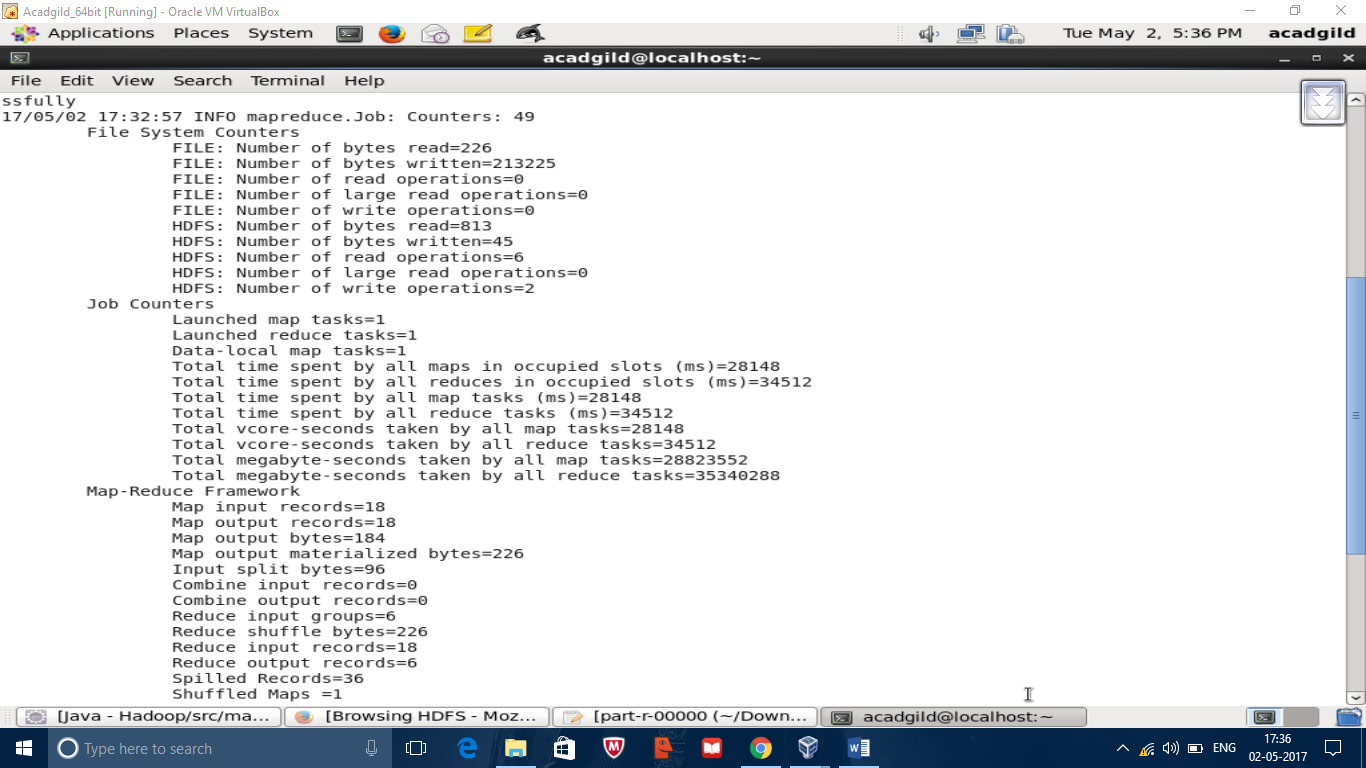 Acadgild_64bit [Running] - Oracle VM VirtualBox
Applications Places System Tue May 2, 5:36 PM acadgild
acadgild@localhost:~
File Edit View Search Terminal Help
ssfully
17/05/02 17:32:57 INFO mapreduce.Job: Counters: 49
File System Counters
FILE: Number of bytes read=226
FILE: Number of bytes written=213225
FILE: Number of read operations=0
FILE: Number of large read operations=0
FILE: Number of write operations=0
HDFS: Number of bytes read=813
HDFS: Number of bytes written=45
HDFS: Number of read operations=6
HDFS: Number of large read operations=0
HDFS: Number of write operations=2
Job Counters
Launched map tasks=1
Launched reduce tasks=1
Data-local map tasks=1
Total time spent by all maps in occupied slots (ms)=28148
Total time spent by all reduces in occupied slots (ms)=34512
Total time spent by all map tasks (ms)=28148
Total time spent by all reduce tasks (ms)=34512
Total vcore-seconds taken by all map tasks=28148
Total vcore-seconds taken by all reduce tasks=34512
Total megabyte-seconds taken by all map tasks=28823552
Total megabyte-seconds taken by all reduce tasks=35340288
Map-Reduce Framework
Map input records=18
Map output records=18
Map output bytes=184
Map output materialized bytes=226
Input split bytes=96
Combine input records=0
Combine output records=0
Reduce input groups=6
Reduce shuffle bytes=226
Reduce input records=18
Reduce output records=6
Spilled Records=36
Shuffled Maps =1
[Java - Hadoop/src/ma... [Browsing HDFS - Moz... [part-r-00000 (~/Down... acadgild@localhost:~
Type here to search ENG 17:36
02-05-2017